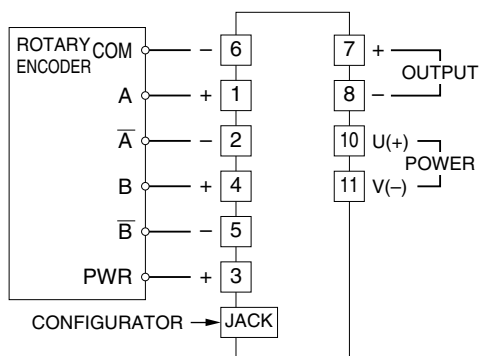 ROTARY
ENCODER
COM – 6
A + 1
A̅ – 2
B + 4
B̅ – 5
PWR + 3
CONFIGURATOR JACK
7 +
8 –
OUTPUT
10 U(+)
11 V(–)
POWER